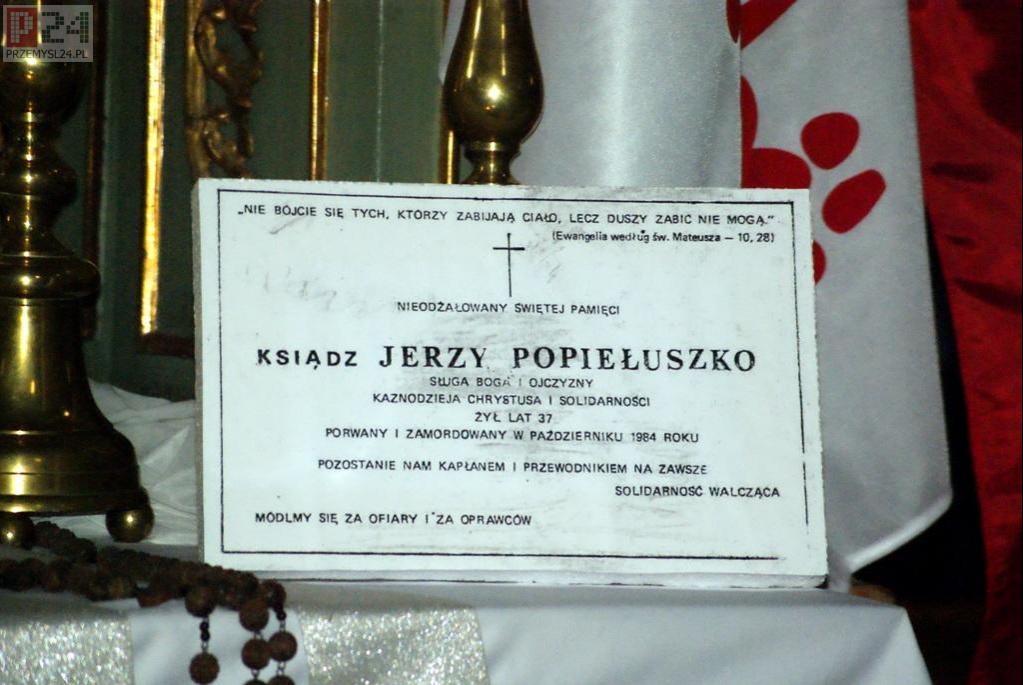 P24
PRZEMYSL24.PL
„NIE BÓJCIE SIĘ TYCH, KTÓRZY ZABIJAJĄ CIAŁO, LECZ DUSZY ZABIĆ NIE MOGĄ.”
(Ewangelia według św. Mateusza — 10, 28)
NIEODŻAŁOWANY ŚWIĘTEJ PAMIĘCI
KSIĄDZ JERZY POPIEŁUSZKO
SŁUGA BOGA I OJCZYZNY
KAZNODZIEJA CHRYSTUSA I SOLIDARNOŚCI
ŻYŁ LAT 37
PORWANY I ZAMORDOWANY W PAŹDZIERNIKU 1984 ROKU
POZOSTANIE NAM KAPŁANEM I PRZEWODNIKIEM NA ZAWSZE
SOLIDARNOŚĆ WALCZĄCA
MÓDLMY SIĘ ZA OFIARY I ZA OPRAWCÓW